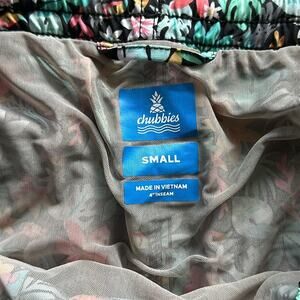 chubbies
SMALL
MADE IN VIETNAM
4" INSEAM